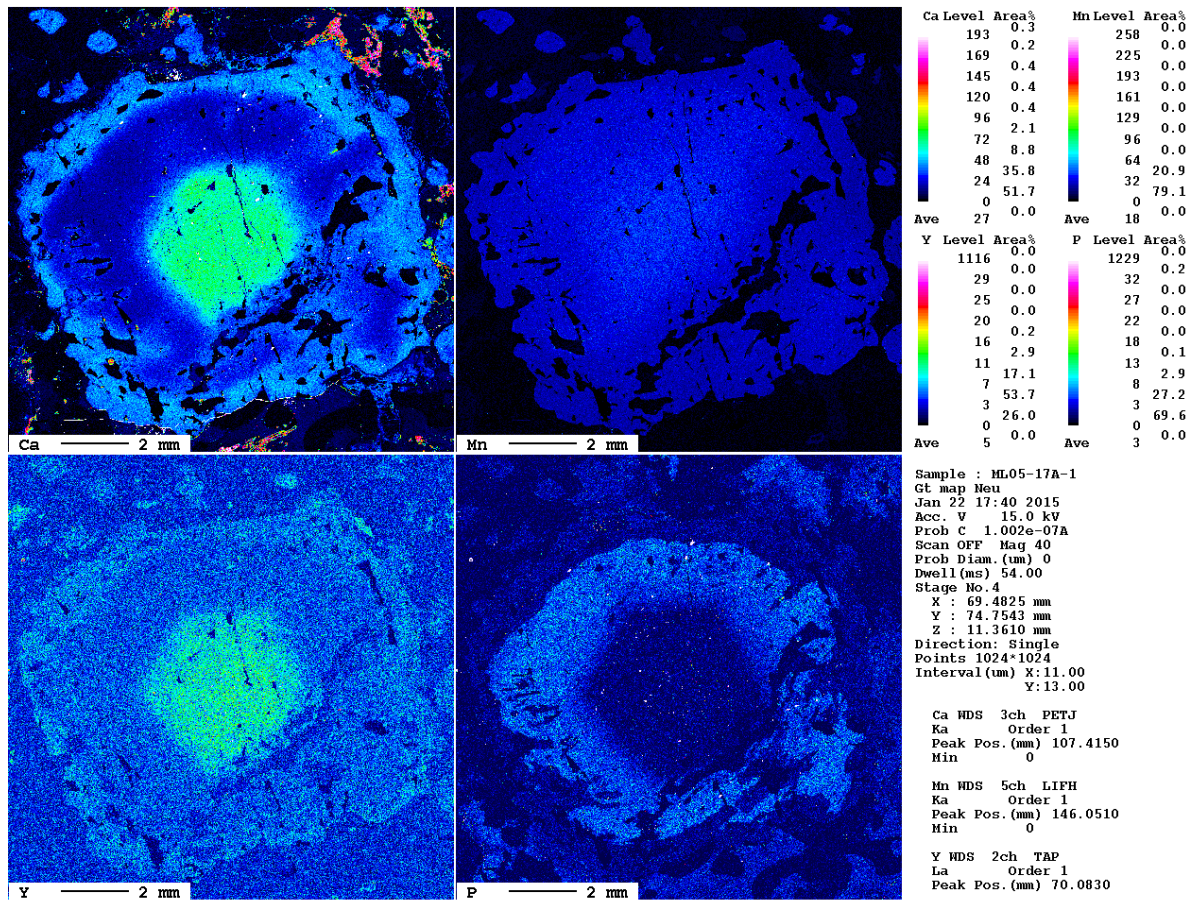 Ca Level Area%
0.3
193
0.2
169
0.4
145
0.4
120
0.4
96
2.1
72
8.8
48
35.8
24
51.7
0
0.0
Ave 27
Mn Level Area%
0.0
258
0.0
225
0.0
193
0.0
161
0.0
129
0.0
96
0.0
64
20.9
32
79.1
0
0.0
Ave 18
Y Level Area%
0.0
1116
0.0
29
0.0
25
0.0
20
0.2
16
2.9
11
17.1
7
53.7
3
26.0
0
0.0
Ave 5
P Level Area%
0.0
1229
0.2
32
0.0
27
0.0
22
0.0
18
0.1
13
2.9
8
27.2
3
69.6
0
0.0
Ave 3
Ca 2 mm
Mn 2 mm
Y 2 mm
P 2 mm
Sample : ML05-17A-1
Gt map Neu
Jan 22 17:40 2015
Acc. V 15.0 kV
Prob C 1.002e-07A
Scan OFF Mag 40
Prob Diam.(um) 0
Dwell(ms) 54.00
Stage No.4
X : 69.4825 mm
Y : 74.7543 mm
Z : 11.3610 mm
Direction: Single
Points 1024*1024
Interval(um) X:11.00
Y:13.00
Ca WDS 3ch PETJ
Ka Order 1
Peak Pos.(mm) 107.4150
Min 0
Mn WDS 5ch LIFH
Ka Order 1
Peak Pos.(mm) 146.0510
Min 0
Y WDS 2ch TAP
La Order 1
Peak Pos.(mm) 70.0830